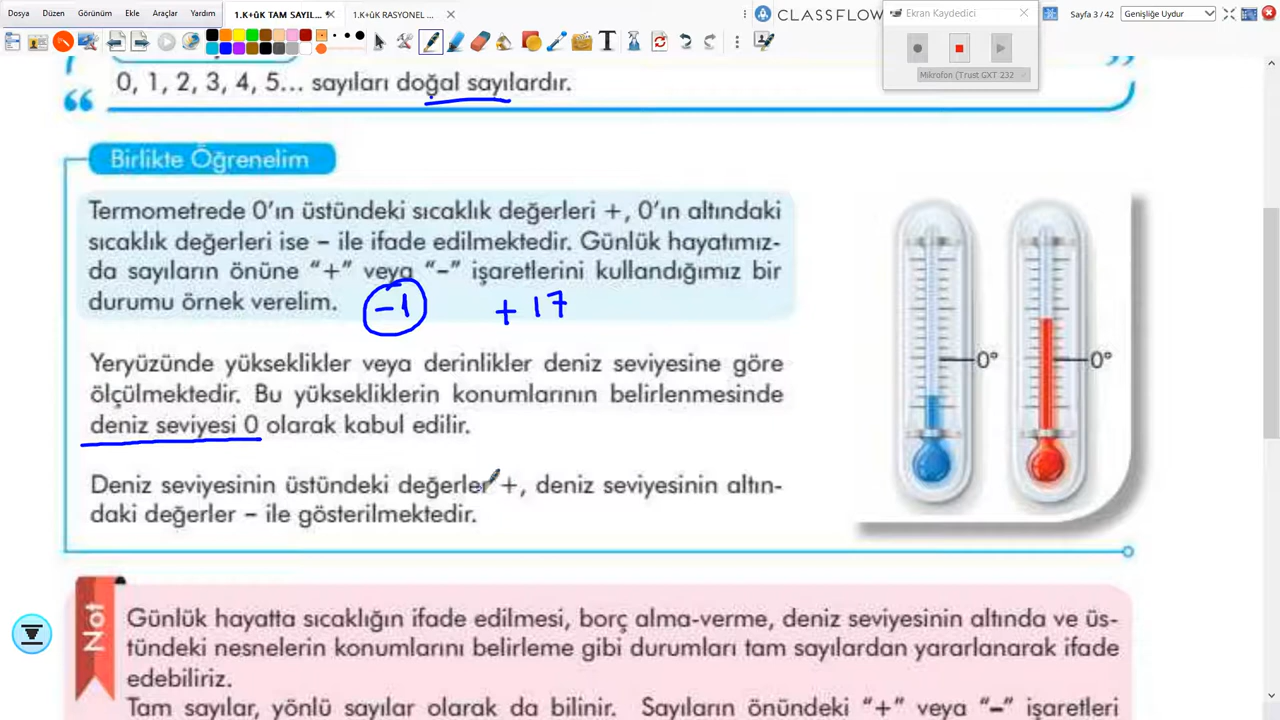 Dosya Düzen Görünüm Ekle Araçlar Yardım
1.K+ûK TAM SAYIL...
1.K+ûK RASYONEL ...
CLASSFLOW
Ekran Kaydedici
Sayfa 3 / 42
Genişliğe Uydur
Mikrofon (Trust GXT 232
0, 1, 2, 3, 4, 5... sayıları doğal sayılardır.
Birlikte Öğrenelim
Termometrede 0’ın üstündeki sıcaklık değerleri +, 0’ın altındaki
sıcaklık değerleri ise – ile ifade edilmektedir. Günlük hayatımız-
da sayıların önüne “+” veya “–” işaretlerini kullandığımız bir
durumu örnek verelim.
-1 + 17
Yeryüzünde yükseklikler veya derinlikler deniz seviyesine göre
ölçülmektedir. Bu yüksekliklerin konumlarının belirlenmesinde
deniz seviyesi 0 olarak kabul edilir.
Deniz seviyesinin üstündeki değerler +, deniz seviyesinin altın-
daki değerler – ile gösterilmektedir.
0°
0°
Not
Günlük hayatta sıcaklığın ifade edilmesi, borç alma-verme, deniz seviyesinin altında ve üs-
tündeki nesnelerin konumlarını belirleme gibi durumları tam sayılardan yararlanarak ifade
edebiliriz.
Tam sayılar, yönlü sayılar olarak da bilinir. Sayıların önündeki “+” veya “–” işaretleri